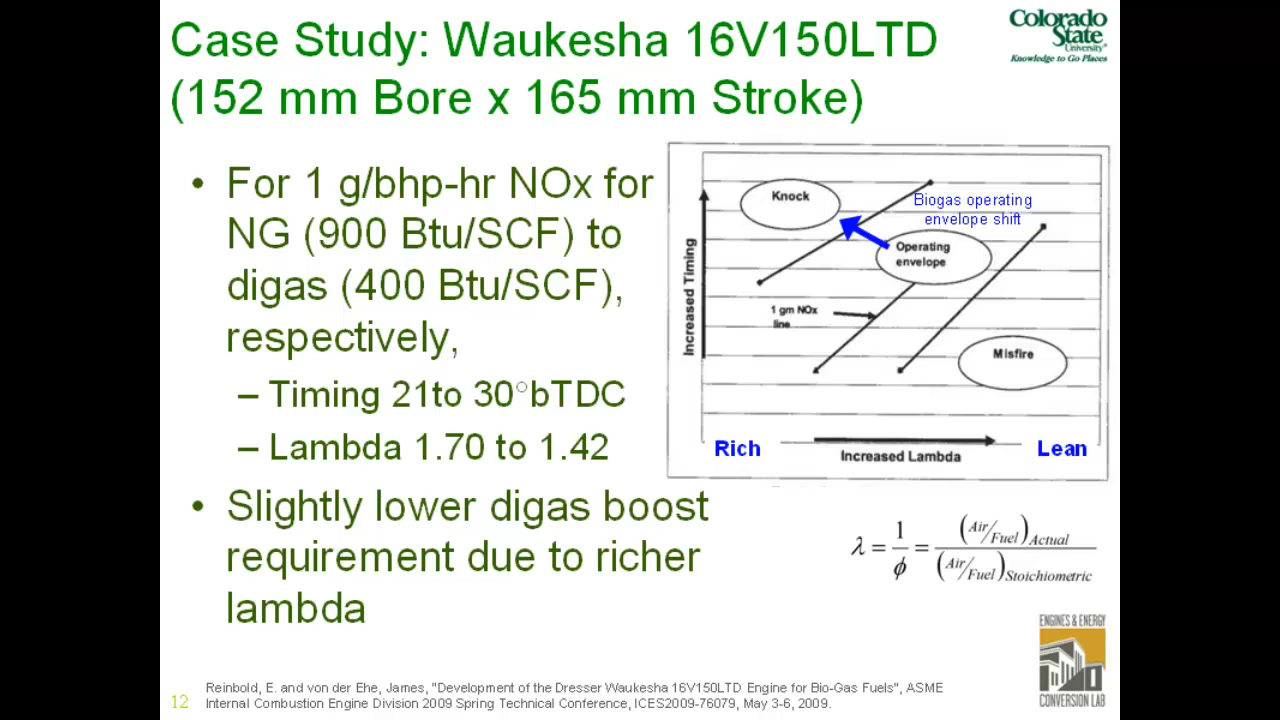 Case Study: Waukesha 16V150LTD
(152 mm Bore x 165 mm Stroke)
Colorado
State
University
Knowledge to Go Places
• For 1 g/bhp-hr NOx for
NG (900 Btu/SCF) to
digas (400 Btu/SCF),
respectively,
– Timing 21to 30°bTDC
– Lambda 1.70 to 1.42
• Slightly lower digas boost
requirement due to richer
lambda
Knock
Biogas operating
envelope shift
Operating
envelope
1 gm NOx
line
Misfire
Increased Timing
Rich
Increased Lambda
Lean
λ = 1/ϕ = (Air/Fuel)Actual / (Air/Fuel)Stoichiometric
ENGINES & ENERGY
CONVERSION LAB
12
Reinbold, E. and von der Ehe, James, "Development of the Dresser Waukesha 16V150LTD Engine for Bio-Gas Fuels", ASME
Internal Combustion Engine Division 2009 Spring Technical Conference, ICES2009-76079, May 3-6, 2009.